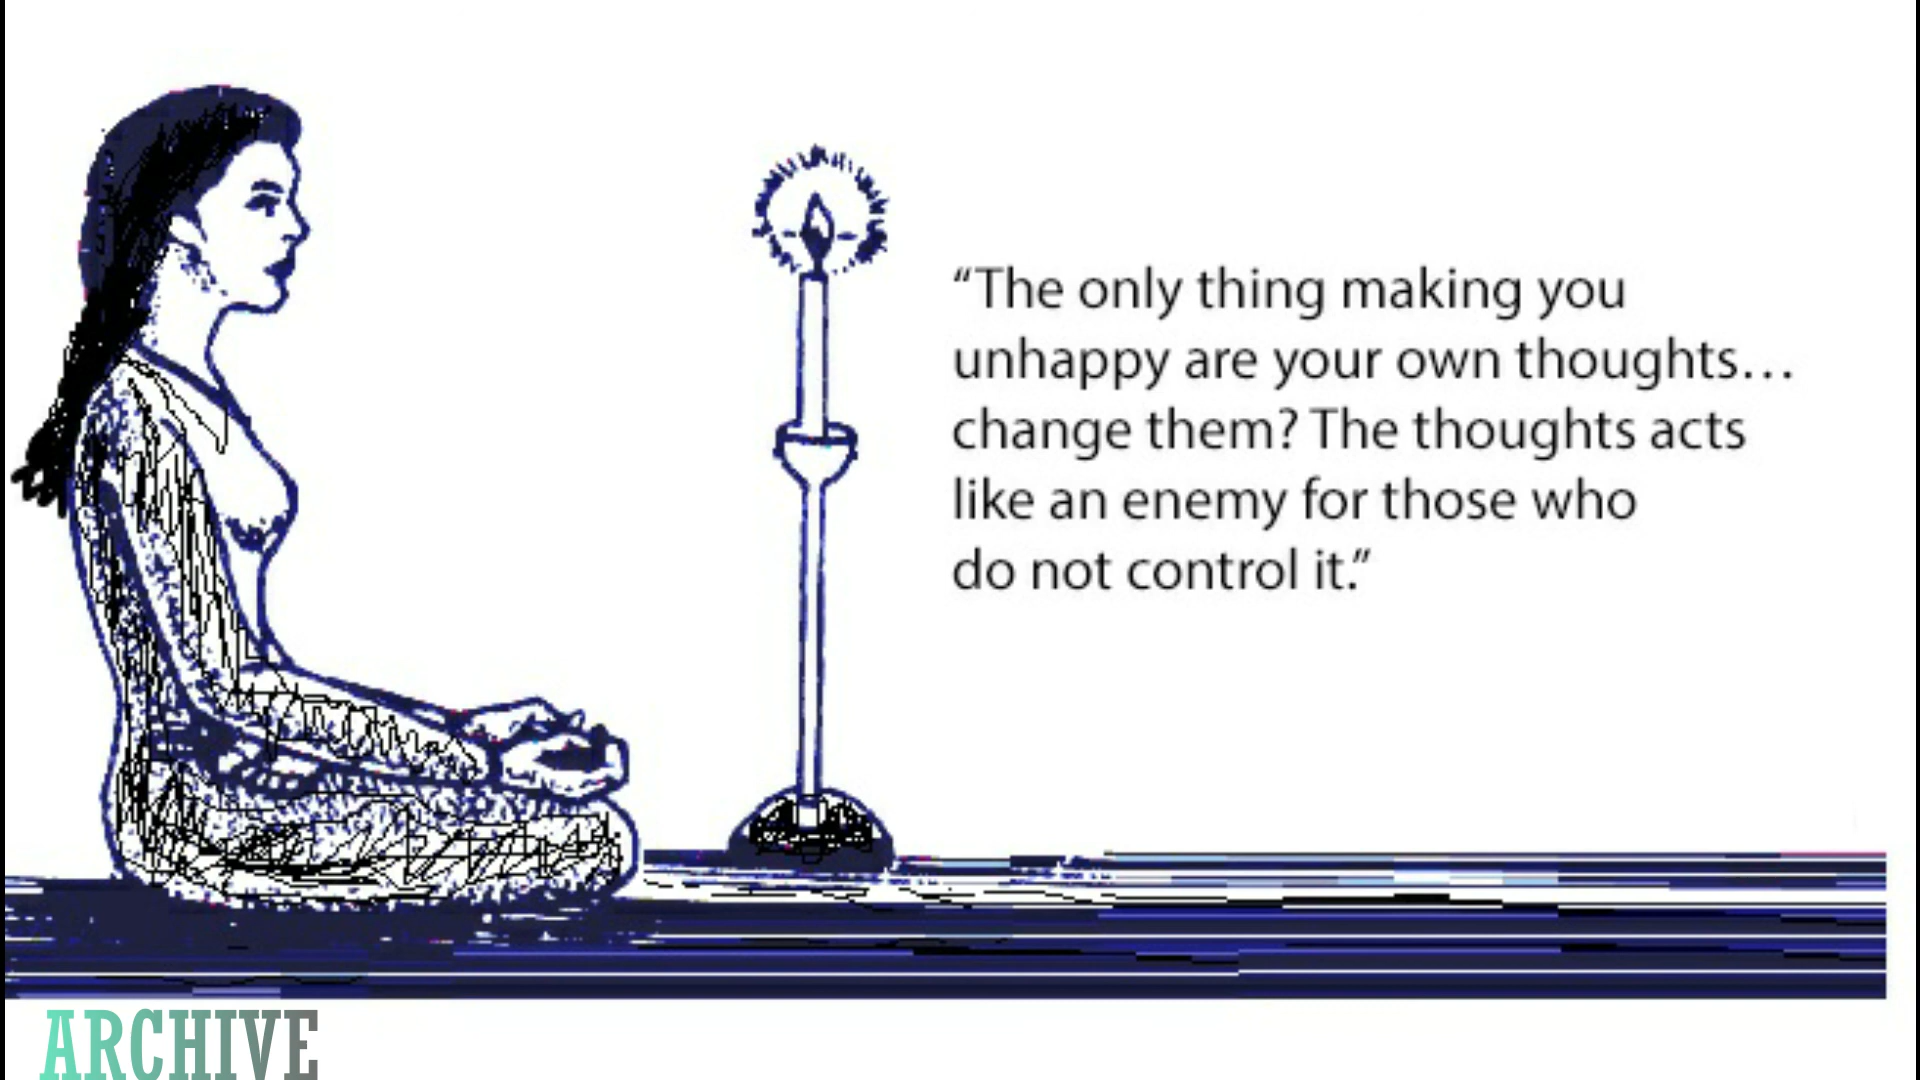 “The only thing making you
unhappy are your own thoughts…
change them? The thoughts acts
like an enemy for those who
do not control it.”
ARCHIVE